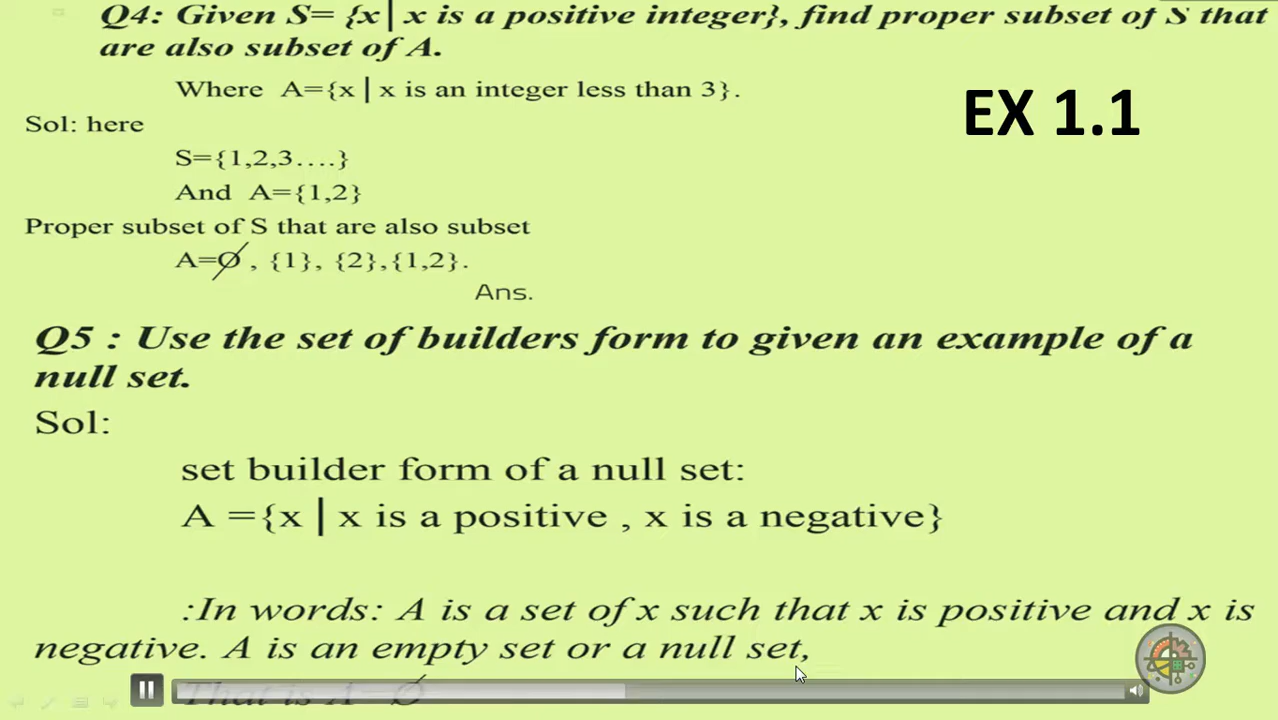 Q4: Given S= {x | x is a positive integer}, find proper subset of S that
are also subset of A.
Where A={x | x is an integer less than 3}.
EX 1.1
Sol: here
S={1,2,3....}
And A={1,2}
Proper subset of S that are also subset
A=∅ , {1}, {2},{1,2}.
Ans.
Q5 : Use the set of builders form to given an example of a
null set.
Sol:
set builder form of a null set:
A ={x | x is a positive , x is a negative}
:In words: A is a set of x such that x is positive and x is
negative. A is an empty set or a null set,
That is A=∅